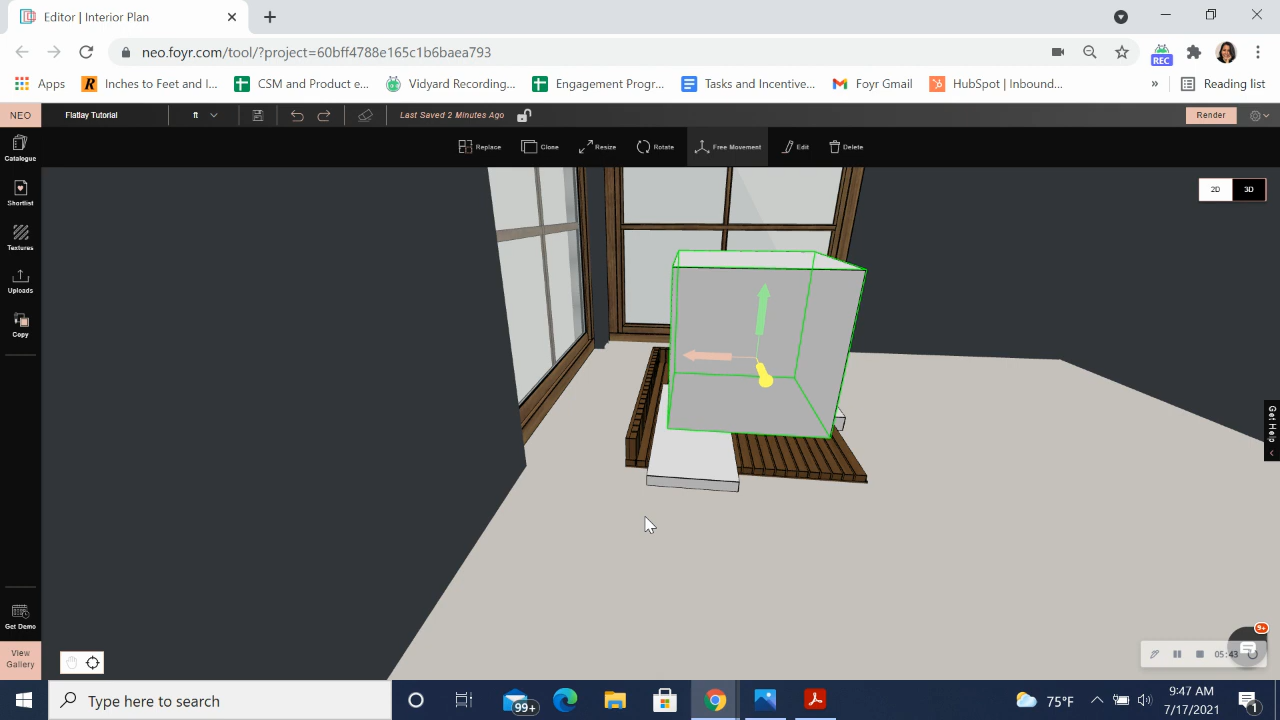 Editor | Interior Plan
neo.foyr.com/tool/?project=60bff4788e165c1b6baea793
REC
Apps
Inches to Feet and I...
CSM and Product e...
Vidyard Recording...
Engagement Progr...
Tasks and Incentive...
Foyr Gmail
HubSpot | Inbound...
»
Reading list
NEO
Flatlay Tutorial
ft
Last Saved 2 Minutes Ago
Render
Catalogue
Replace
Clone
Resize
Rotate
Free Movement
Edit
Delete
Shortlist
2D
3D
Textures
Uploads
Copy
Get Help
Get Demo
View
Gallery
9+
05:43
Type here to search
99+
75°F
9:47 AM
7/17/2021
1